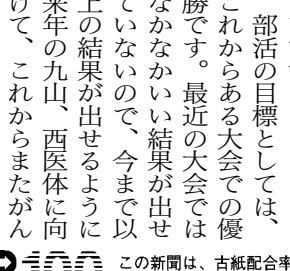 部活の目標としては、
これからある大会での優
勝です。最近の大会では
なかなかいい結果が出せ
ていないので、今まで以
上の結果が出せるように
来年の九山、西医体に向
けて、これからまたがん
この新聞は、古紙配合率